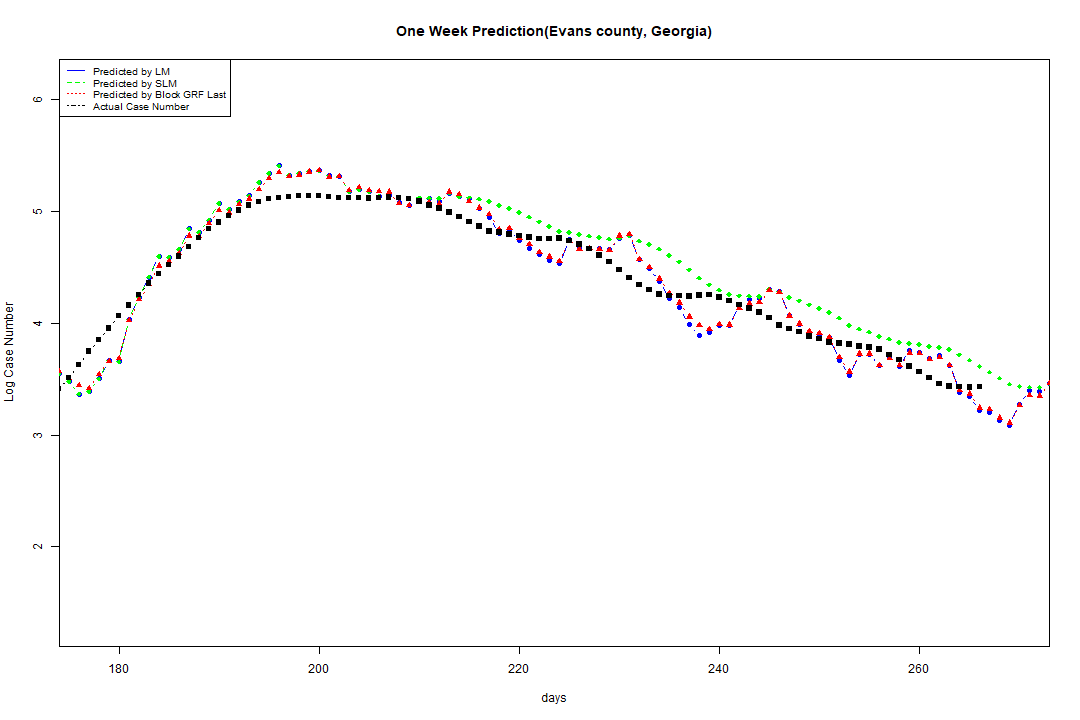 One Week Prediction(Evans county, Georgia)
Predicted by LM
Predicted by SLM
Predicted by Block GRF Last
Actual Case Number
6
5
4
3
2
Log Case Number
180 200 220 240 260
days